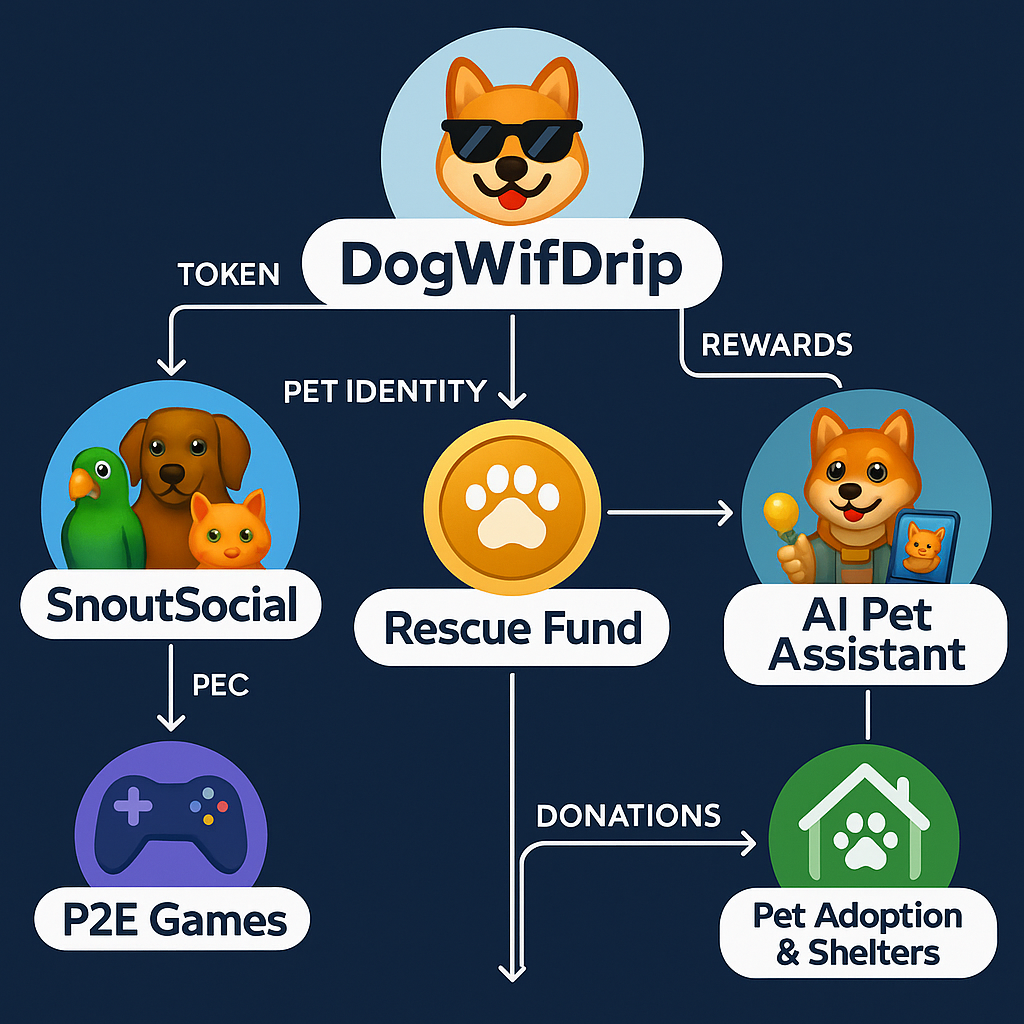 DogWifDrip
TOKEN
REWARDS
PET IDENTITY
SnoutSocial
Rescue Fund
AI Pet
Assistant
PEC
DONATIONS
P2E Games
Pet Adoption
& Shelters